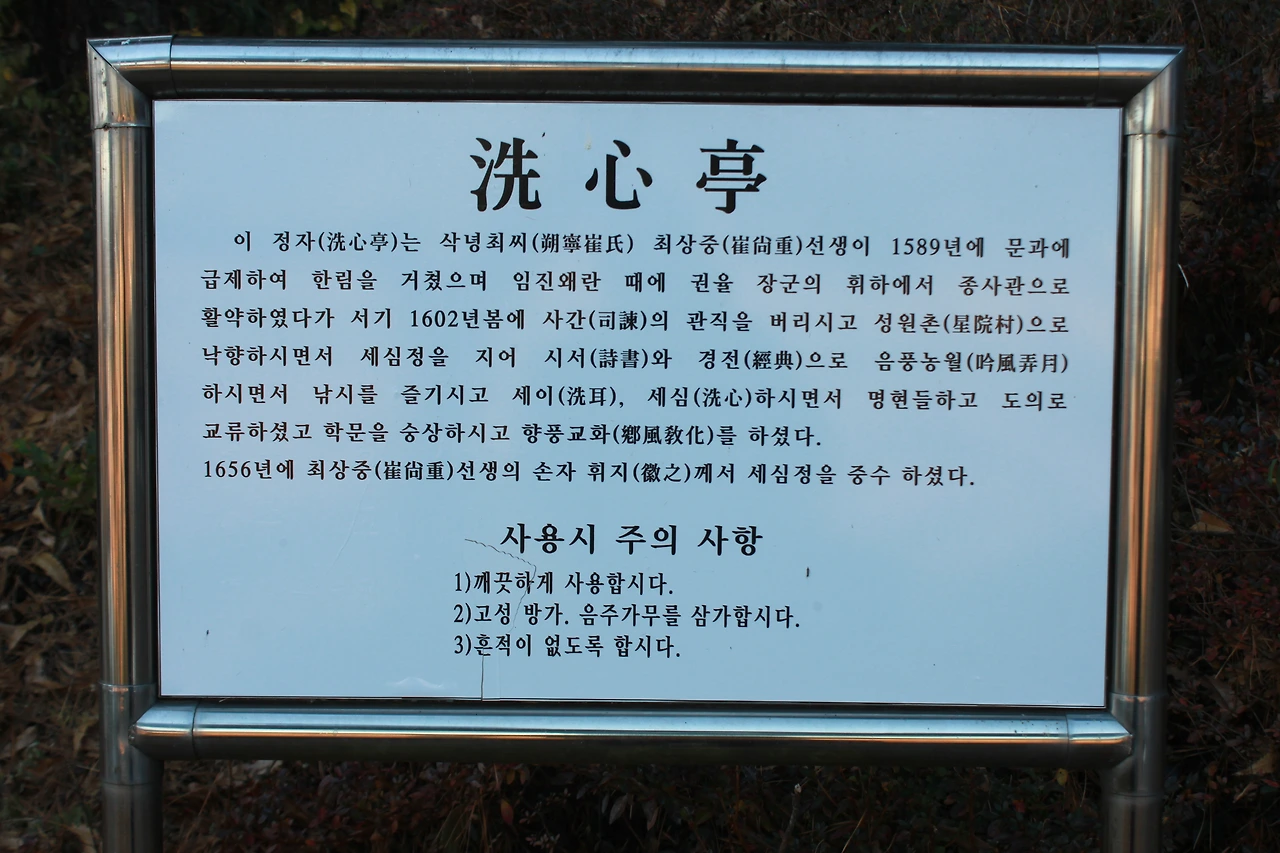 洗心亭
이 정자(洗心亭)는 삭녕최씨(朔寧崔氏) 최상중(崔尙重)선생이 1589년에 문과에
급제하여 한림을 거쳤으며 임진왜란 때에 권율 장군의 휘하에서 종사관으로
활약하였다가 서기 1602년봄에 사간(司諫)의 관직을 버리시고 성원촌(星院村)으로
낙향하시면서 세심정을 지어 시서(詩書)와 경전(經典)으로 음풍농월(吟風弄月)
하시면서 낚시를 즐기시고 세이(洗耳), 세심(洗心)하시면서 명현들하고 도의로
교류하셨고 학문을 숭상하시고 향풍교화(鄕風敎化)를 하셨다.
1656년에 최상중(崔尙重)선생의 손자 휘지(徽之)께서 세심정을 중수 하셨다.
사용시 주의 사항
1)깨끗하게 사용합시다.
2)고성 방가. 음주가무를 삼가합시다.
3)흔적이 없도록 합시다.